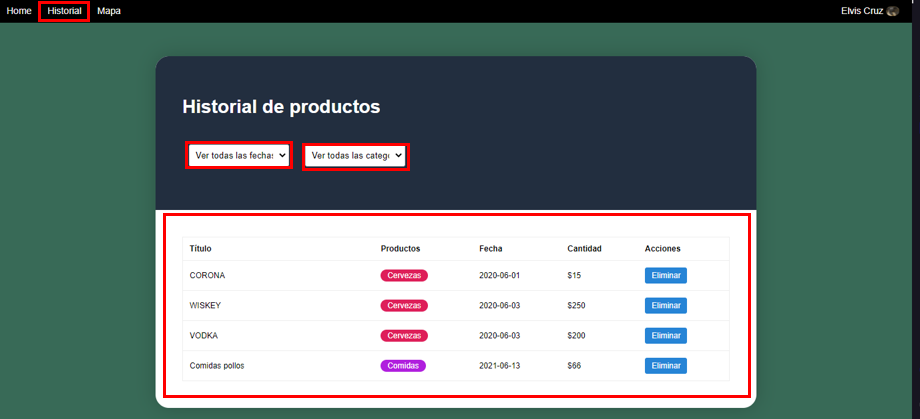 Home Historial Mapa Elvis Cruz
Historial de productos
Ver todas las fechas Ver todas las categ
Título Productos Fecha Cantidad Acciones
CORONA Cervezas 2020-06-01 $15 Eliminar
WISKEY Cervezas 2020-06-03 $250 Eliminar
VODKA Cervezas 2020-06-03 $200 Eliminar
Comidas pollos Comidas 2021-06-13 $66 Eliminar